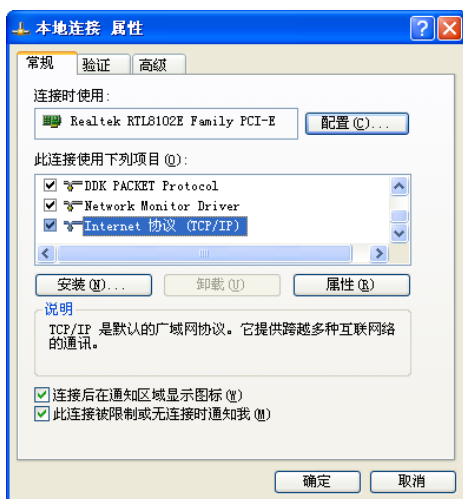 本地连接 属性
常规 验证 高级
连接时使用:
Realtek RTL8102E Family PCI-E
配置(C)...
此连接使用下列项目(O):
DDK PACKET Protocol
Network Monitor Driver
Internet 协议 (TCP/IP)
安装(N)... 卸载(U) 属性(R)
说明
TCP/IP 是默认的广域网协议。它提供跨越多种互联网络
的通讯。
连接后在通知区域显示图标(W)
此连接被限制或无连接时通知我(M)
确定 取消